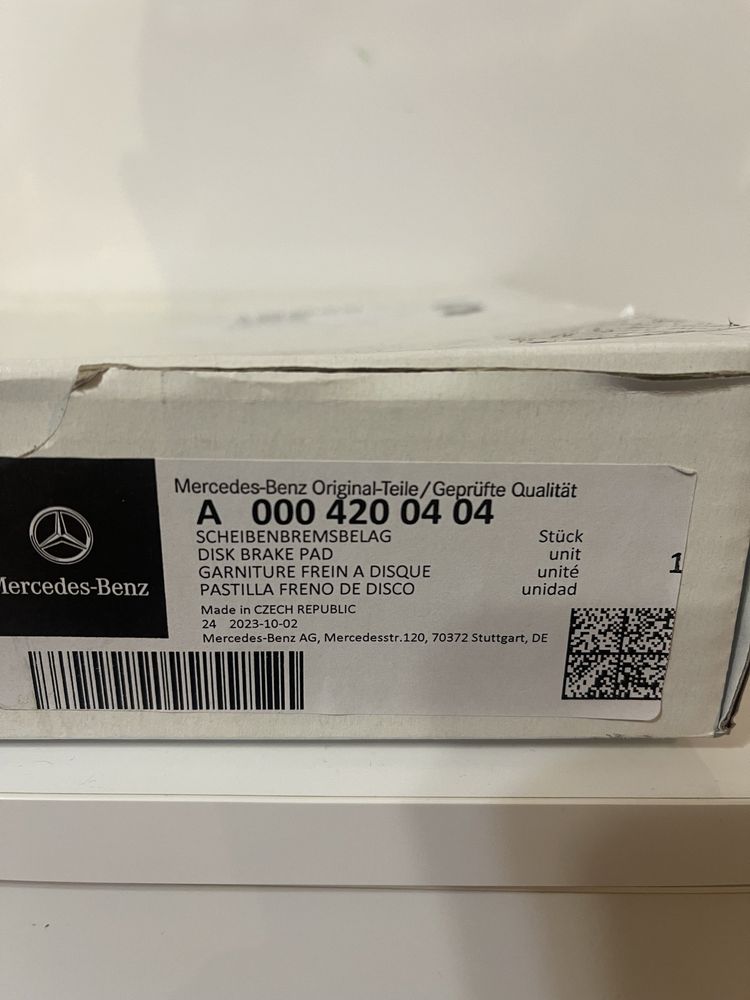 Mercedes-Benz Original-Teile/Geprüfte Qualität
A 000 420 04 04
SCHEIBENBREMSBELAG Stück
DISK BRAKE PAD unit
GARNITURE FREIN A DISQUE unité 1
PASTILLA FRENO DE DISCO unidad
Made in CZECH REPUBLIC
24 2023-10-02
Mercedes-Benz AG, Mercedesstr.120, 70372 Stuttgart, DE
Mercedes-Benz